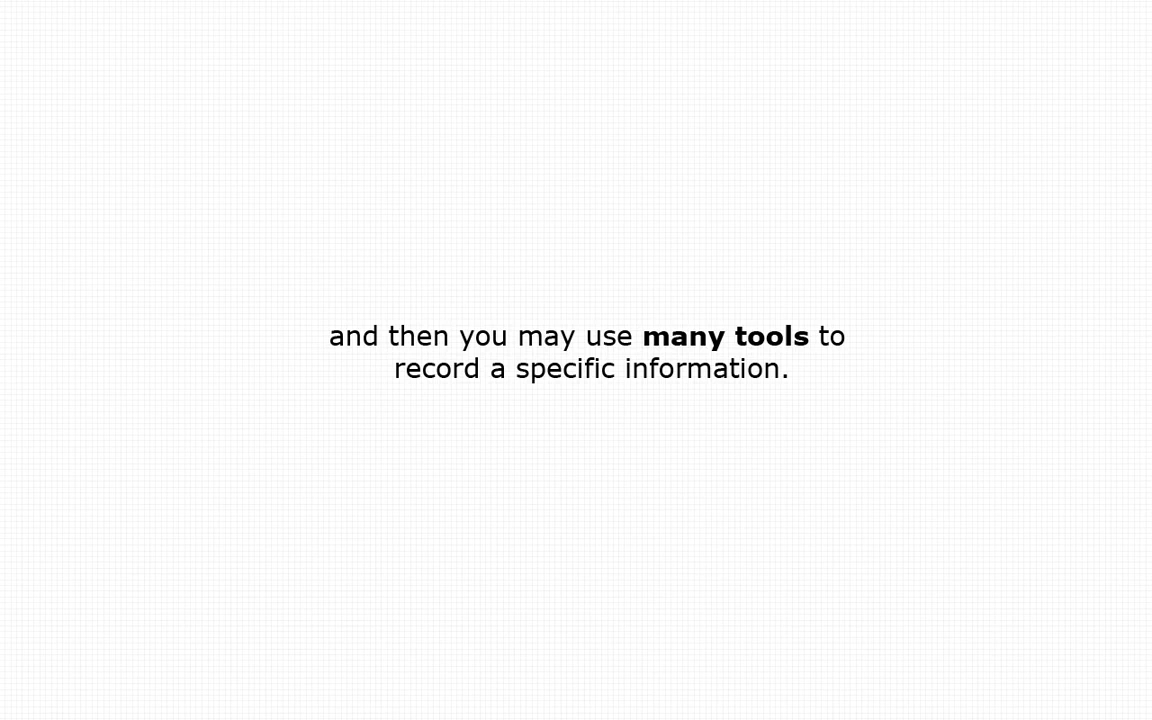 and then you may use many tools to
record a specific information.